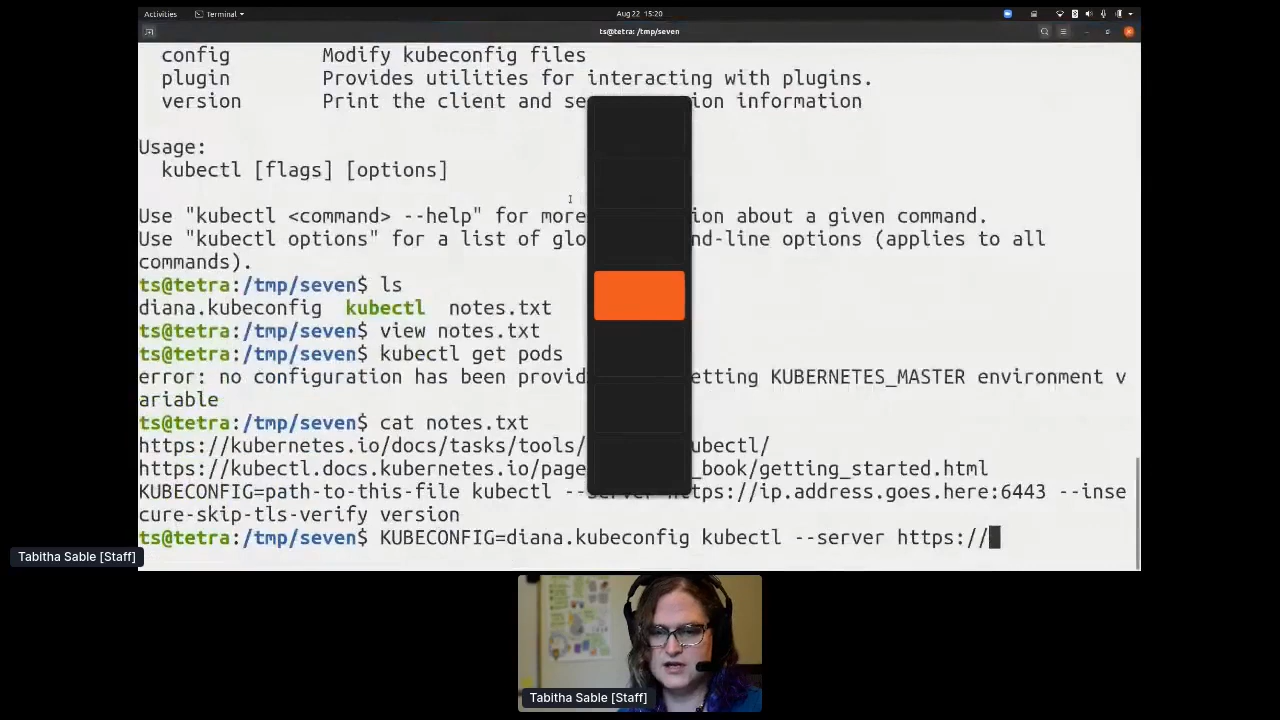 Activities Terminal Aug 22 15:20
ts@tetra: /tmp/seven
config Modify kubeconfig files
plugin Provides utilities for interacting with plugins.
version Print the client and se ion information
Usage:
kubectl [flags] [options]
Use "kubectl <command> --help" for more ion about a given command.
Use "kubectl options" for a list of glo nd-line options (applies to all
commands).
ts@tetra:/tmp/seven$ ls
diana.kubeconfig kubectl notes.txt
ts@tetra:/tmp/seven$ view notes.txt
ts@tetra:/tmp/seven$ kubectl get pods
error: no configuration has been provid etting KUBERNETES_MASTER environment v
ariable
ts@tetra:/tmp/seven$ cat notes.txt
https://kubernetes.io/docs/tasks/tools/ ubectl/
https://kubectl.docs.kubernetes.io/page _book/getting_started.html
KUBECONFIG=path-to-this-file kubectl --server https://ip.address.goes.here:6443 --inse
cure-skip-tls-verify version
ts@tetra:/tmp/seven$ KUBECONFIG=diana.kubeconfig kubectl --server https://
Tabitha Sable [Staff]
Tabitha Sable [Staff]